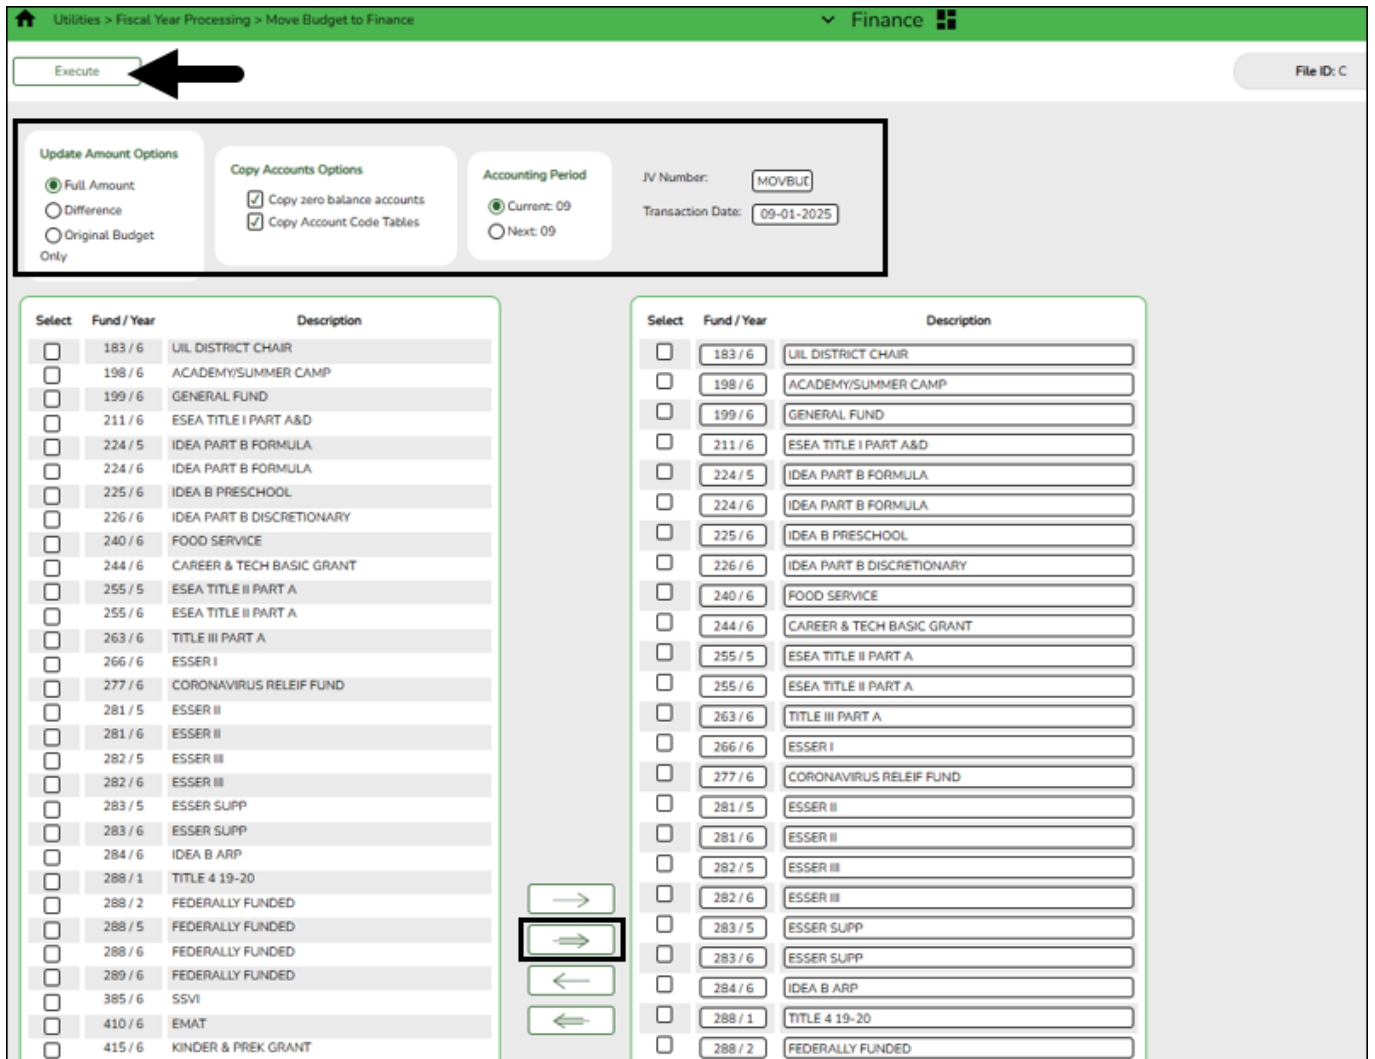 Utilities > Fiscal Year Processing > Move Budget to Finance
Finance
Execute
File ID: C
Update Amount Options
Full Amount
Difference
Original Budget
Only
Copy Accounts Options
Copy zero balance accounts
Copy Account Code Tables
Accounting Period
Current: 09
Next: 09
JV Number: MOVBUD
Transaction Date: 09-01-2025
Select Fund / Year Description
183 / 6 UIL DISTRICT CHAIR
198 / 6 ACADEMY/SUMMER CAMP
199 / 6 GENERAL FUND
211 / 6 ESEA TITLE I PART A&D
224 / 5 IDEA PART B FORMULA
224 / 6 IDEA PART B FORMULA
225 / 6 IDEA B PRESCHOOL
226 / 6 IDEA PART B DISCRETIONARY
240 / 6 FOOD SERVICE
244 / 6 CAREER & TECH BASIC GRANT
255 / 5 ESEA TITLE II PART A
255 / 6 ESEA TITLE II PART A
263 / 6 TITLE III PART A
266 / 6 ESSER I
277 / 6 CORONAVIRUS RELEIF FUND
281 / 5 ESSER II
281 / 6 ESSER II
282 / 5 ESSER III
282 / 6 ESSER III
283 / 5 ESSER SUPP
283 / 6 ESSER SUPP
284 / 6 IDEA B ARP
288 / 1 TITLE 4 19-20
288 / 2 FEDERALLY FUNDED
288 / 5 FEDERALLY FUNDED
288 / 6 FEDERALLY FUNDED
289 / 6 FEDERALLY FUNDED
385 / 6 SSVI
410 / 6 EMAT
415 / 6 KINDER & PREK GRANT
Select Fund / Year Description
183 / 6 UIL DISTRICT CHAIR
198 / 6 ACADEMY/SUMMER CAMP
199 / 6 GENERAL FUND
211 / 6 ESEA TITLE I PART A&D
224 / 5 IDEA PART B FORMULA
224 / 6 IDEA PART B FORMULA
225 / 6 IDEA B PRESCHOOL
226 / 6 IDEA PART B DISCRETIONARY
240 / 6 FOOD SERVICE
244 / 6 CAREER & TECH BASIC GRANT
255 / 5 ESEA TITLE II PART A
255 / 6 ESEA TITLE II PART A
263 / 6 TITLE III PART A
266 / 6 ESSER I
277 / 6 CORONAVIRUS RELEIF FUND
281 / 5 ESSER II
281 / 6 ESSER II
282 / 5 ESSER III
282 / 6 ESSER III
283 / 5 ESSER SUPP
283 / 6 ESSER SUPP
284 / 6 IDEA B ARP
288 / 1 TITLE 4 19-20
288 / 2 FEDERALLY FUNDED